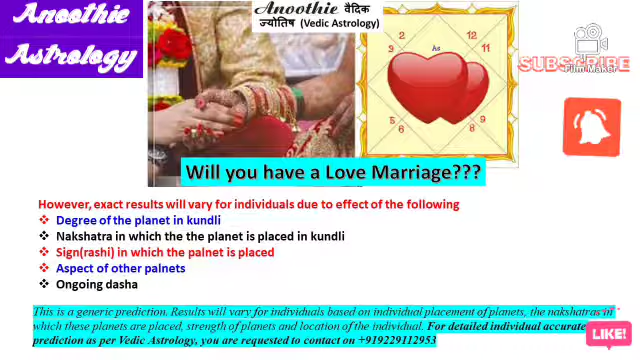 Anoothie
Astrology
Anoothie वैदिक
ज्योतिष (Vedic Astrology)
2
12
3
11
9
5
6
8
SUBSCRIBE
FilmMaker
Will you have a Love Marriage???
However, exact results will vary for individuals due to effect of the following
❖ Degree of the planet in kundli
❖ Nakshatra in which the the planet is placed in kundli
❖ Sign(rashi) in which the palnet is placed
❖ Aspect of other palnets
❖ Ongoing dasha
This is a generic prediction. Results will vary for individuals based on individual placement of planets, the nakshatras in
which these planets are placed, strength of planets and location of the individual. For detailed individual accurate
prediction as per Vedic Astrology, you are requested to contact on +919229112953
LIKE!